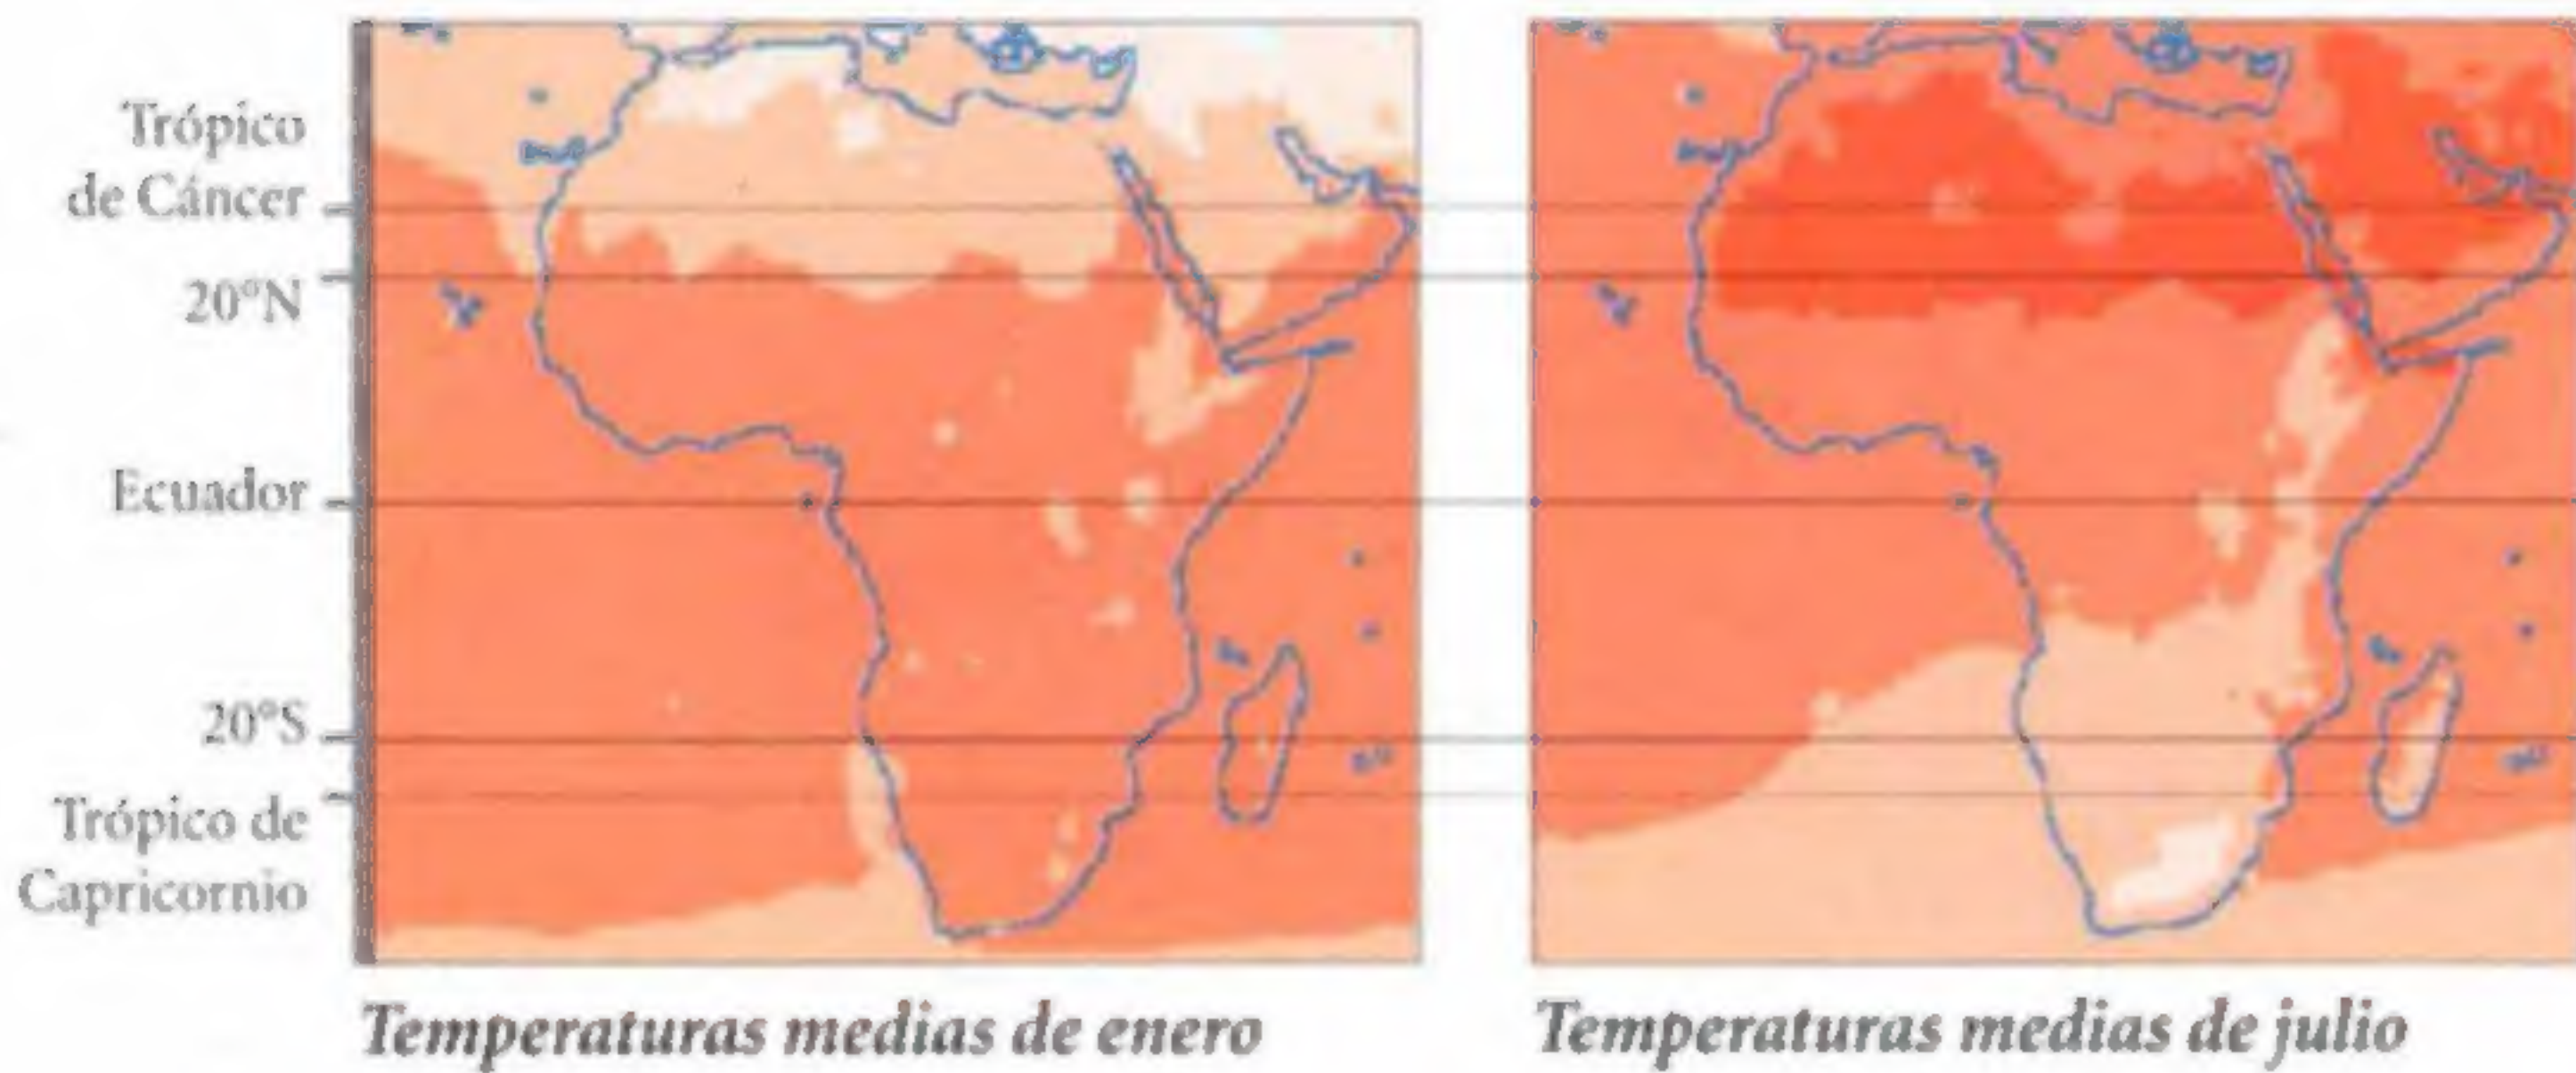 Trópico
de Cáncer
20°N
Ecuador
20°S
Trópico de
Capricornio
Temperaturas medias de enero
Temperaturas medias de julio